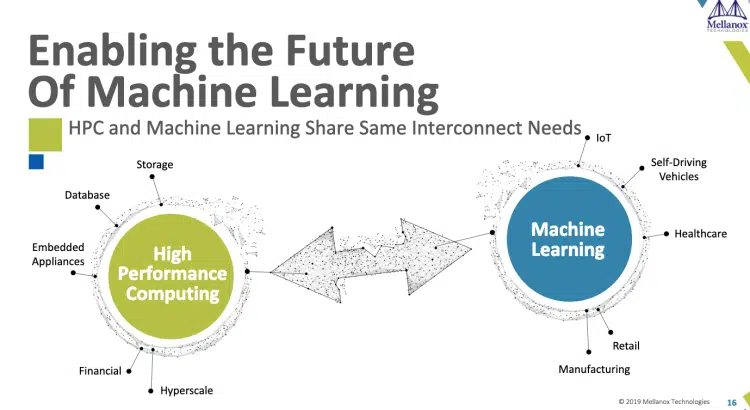 Mellanox
TECHNOLOGIES
Enabling the Future
Of Machine Learning
HPC and Machine Learning Share Same Interconnect Needs
Storage
Database
Embedded
Appliances
High
Performance
Computing
Financial
Hyperscale
IoT
Self-Driving
Vehicles
Machine
Learning
Healthcare
Retail
Manufacturing
© 2019 Mellanox Technologies
16